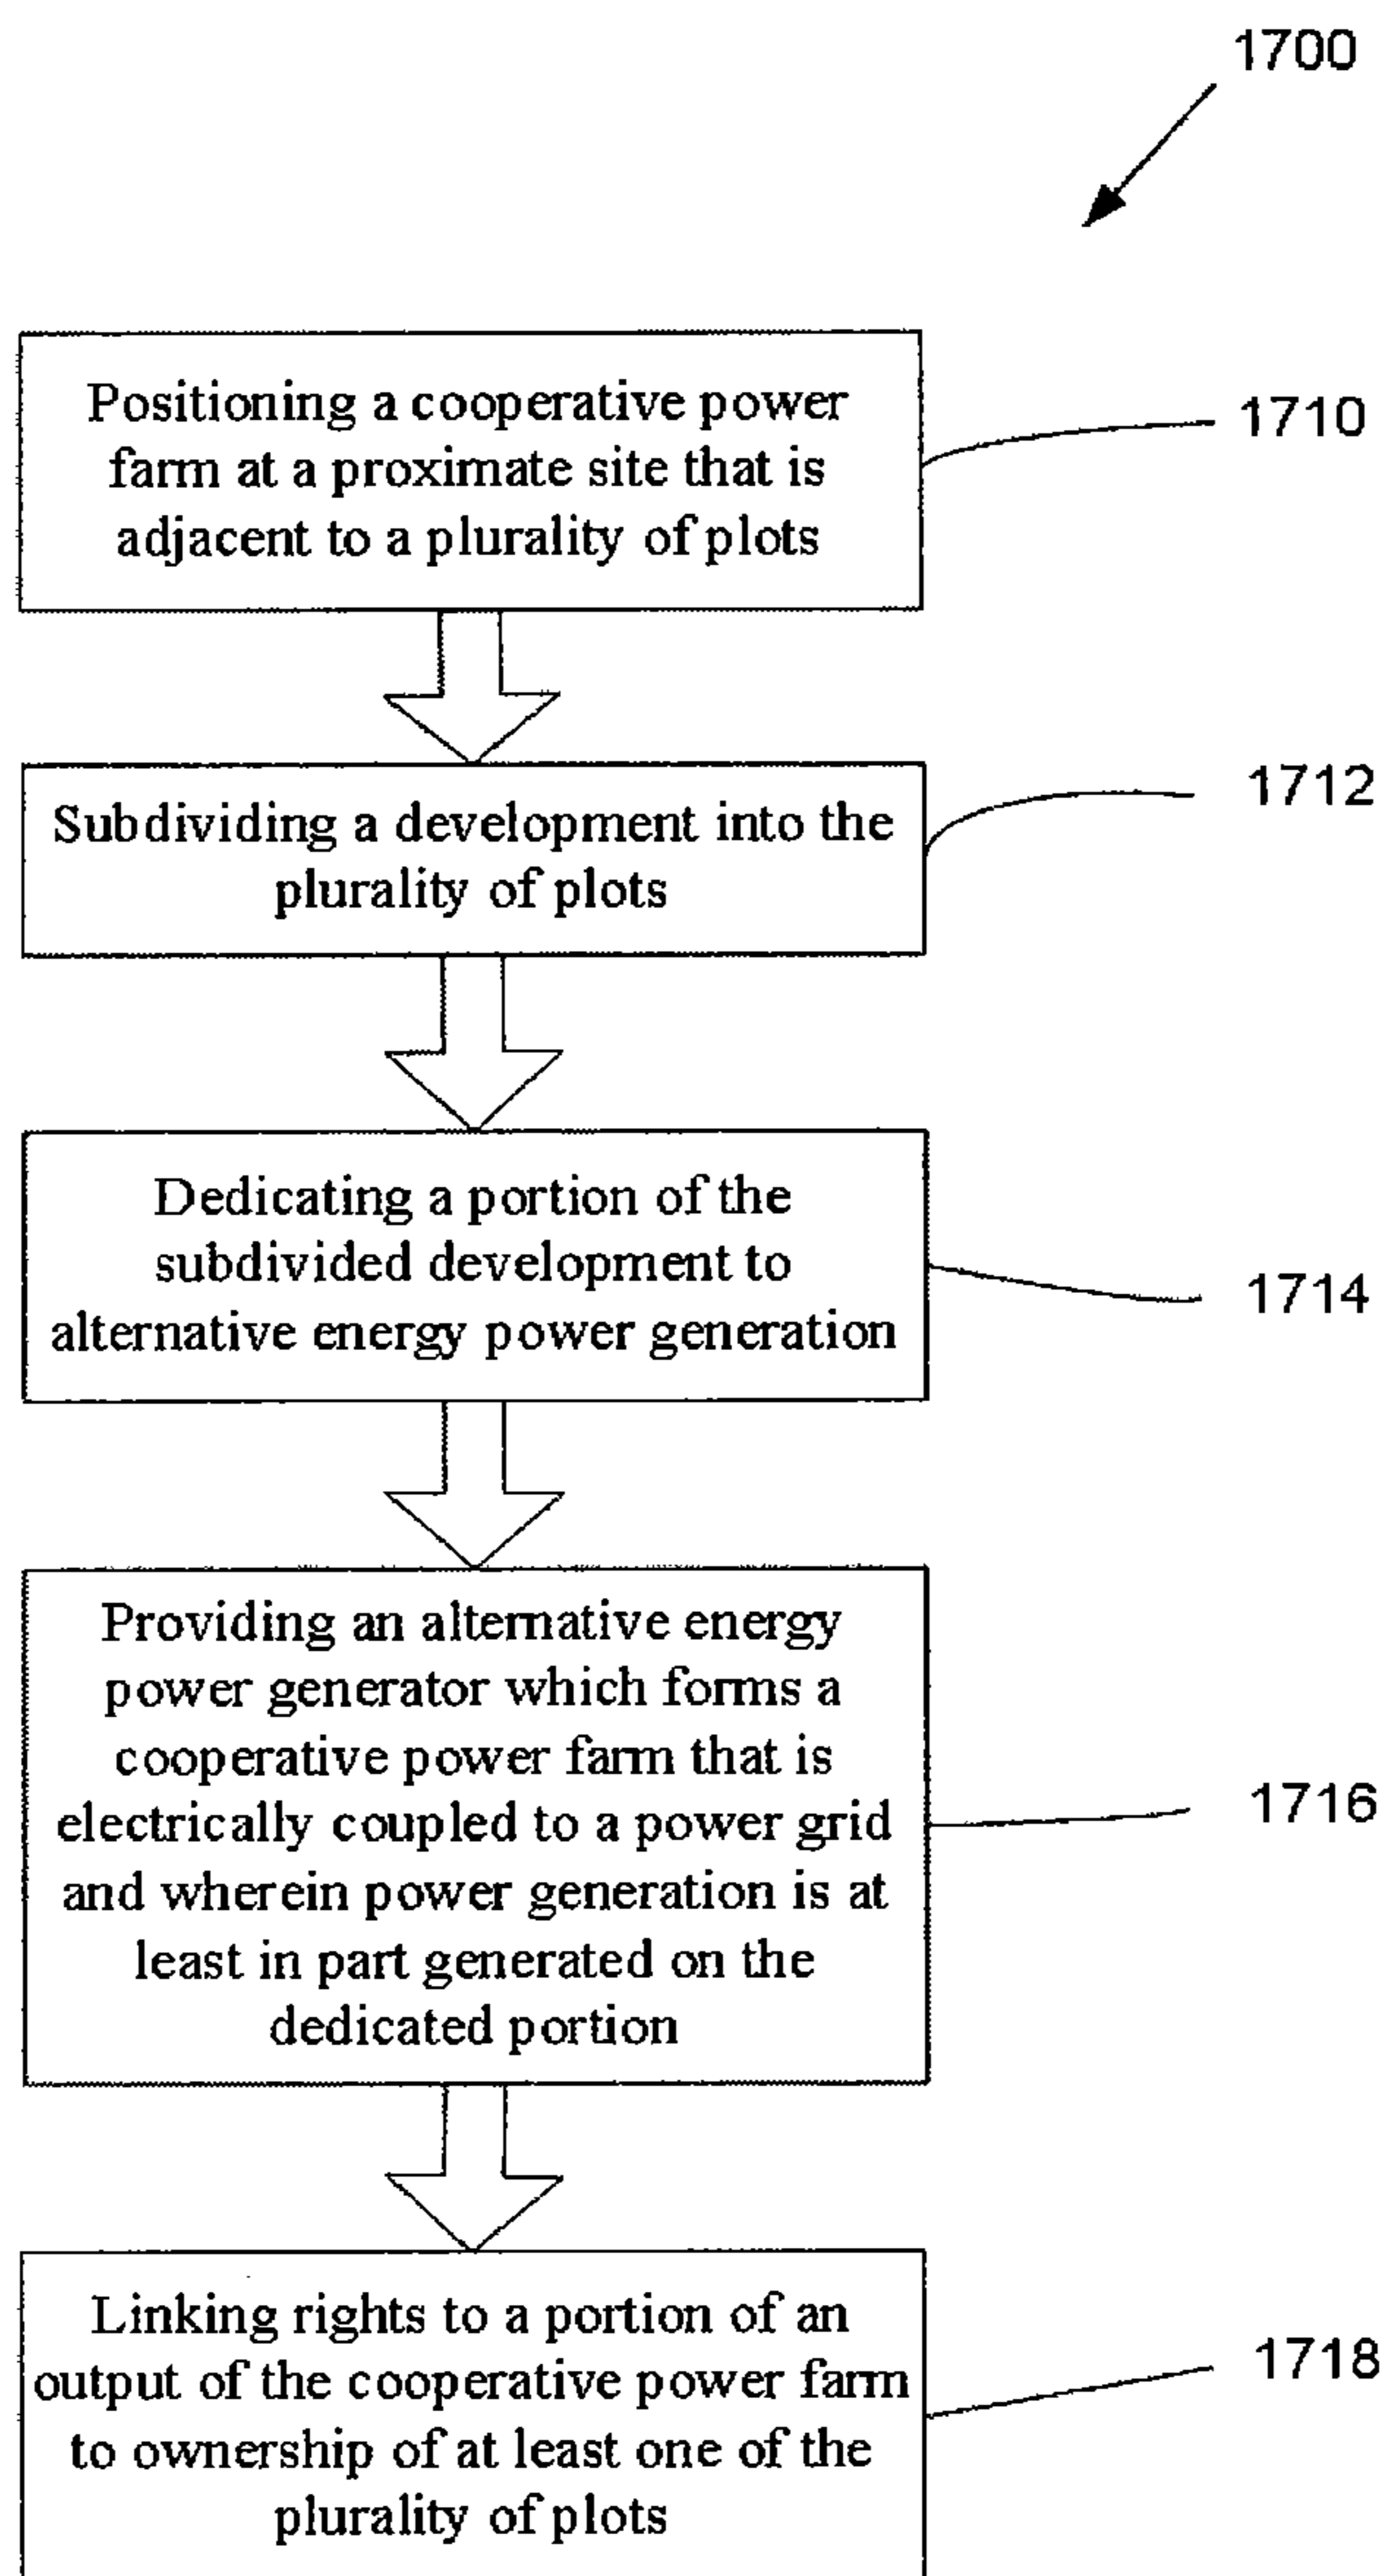 1700
Positioning a cooperative power
farm at a proximate site that is
adjacent to a plurality of plots
1710
Subdividing a development into the
plurality of plots
1712
Dedicating a portion of the
subdivided development to
alternative energy power generation
1714
Providing an alternative energy
power generator which forms a
cooperative power farm that is
electrically coupled to a power grid
and wherein power generation is at
least in part generated on the
dedicated portion
1716
Linking rights to a portion of an
output of the cooperative power farm
to ownership of at least one of the
plurality of plots
1718